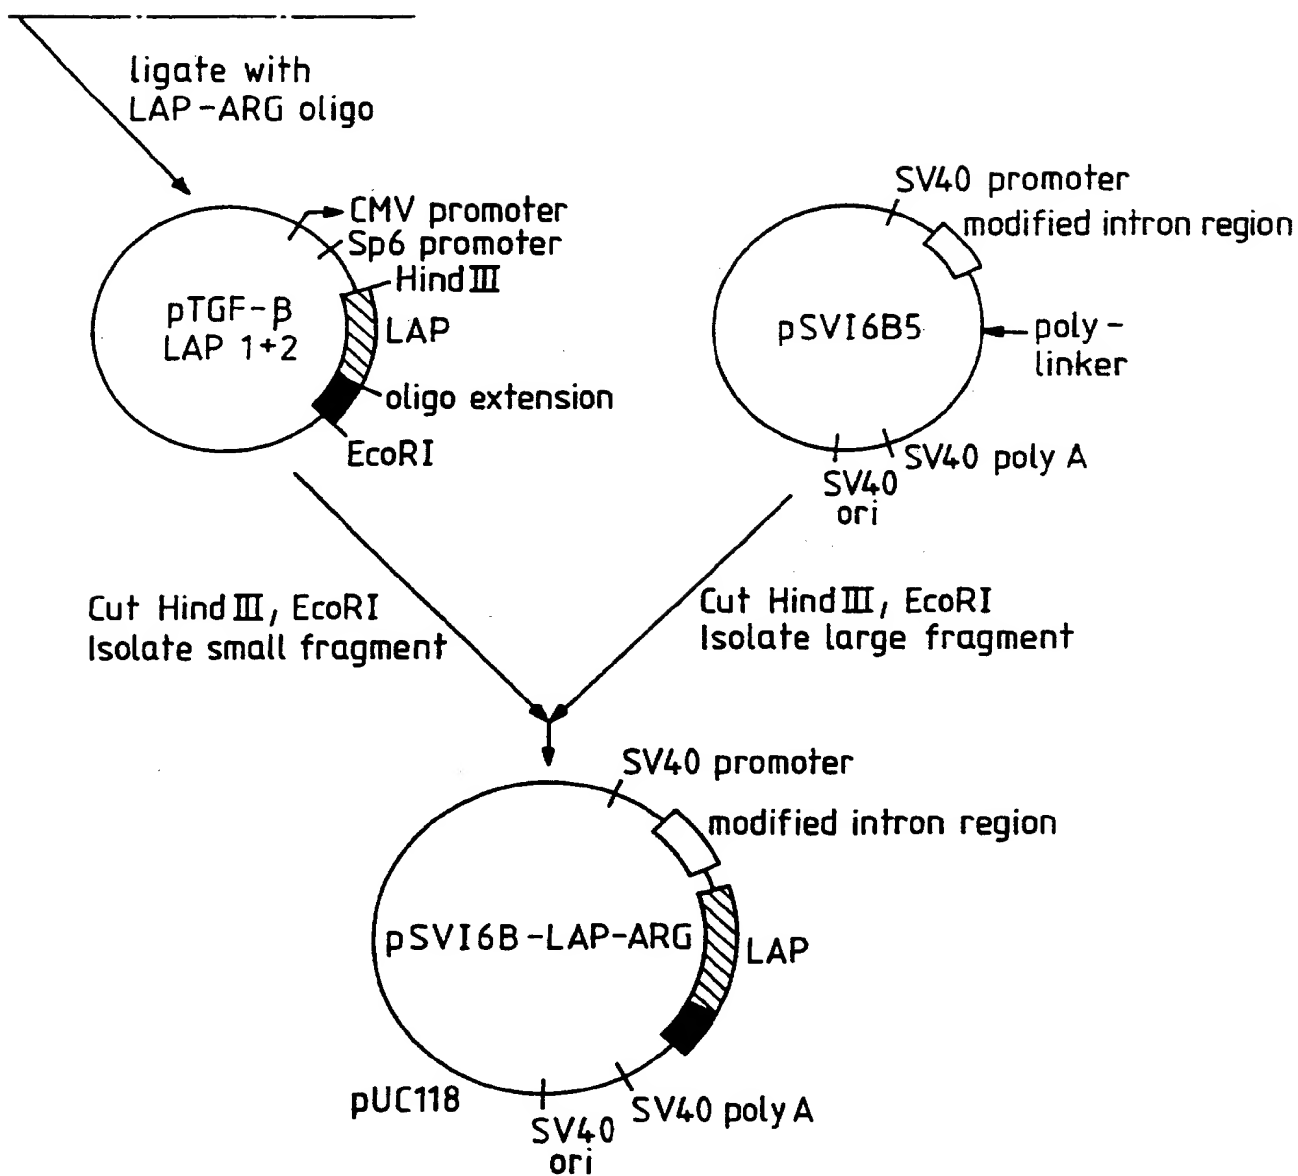 ligate with
LAP-ARG oligo
CMV promoter
Sp6 promoter
HindIII
LAP
oligo extension
EcoRI
pTGF-β
LAP 1+2
SV40 promoter
modified intron region
pSVI6B5
poly-
linker
SV40 poly A
SV40
ori
Cut HindIII, EcoRI
Isolate small fragment
Cut HindIII, EcoRI
Isolate large fragment
SV40 promoter
modified intron region
pSVI6B-LAP-ARG
LAP
pUC118
SV40 poly A
SV40
ori